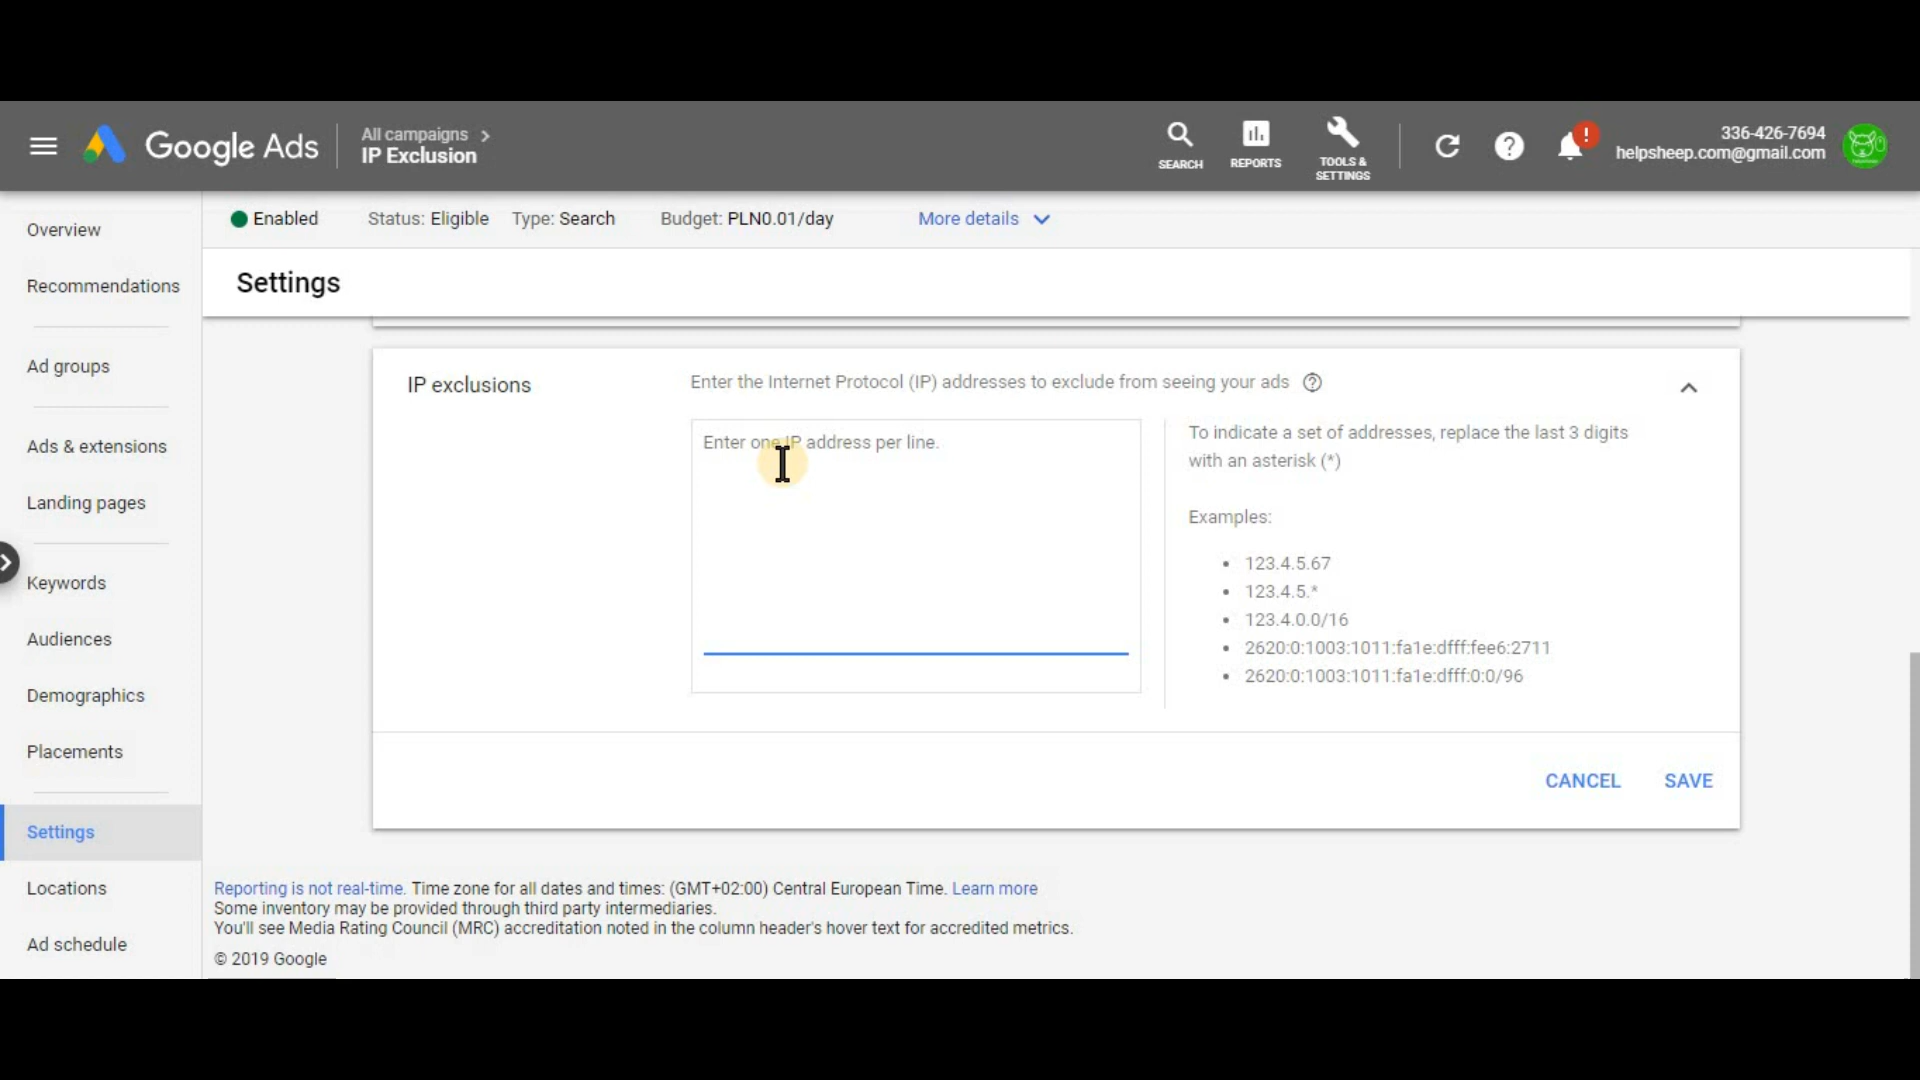 Google Ads
All campaigns >
IP Exclusion
SEARCH
REPORTS
TOOLS &
SETTINGS
!
336-426-7694
helpsheep.com@gmail.com
Enabled
Status: Eligible
Type: Search
Budget: PLN0.01/day
More details
Overview
Recommendations
Ad groups
Ads & extensions
Landing pages
Keywords
Audiences
Demographics
Placements
Settings
Locations
Ad schedule
Settings
IP exclusions
Enter the Internet Protocol (IP) addresses to exclude from seeing your ads
Enter one IP address per line.
To indicate a set of addresses, replace the last 3 digits
with an asterisk (*)
Examples:
• 123.4.5.67
• 123.4.5.*
• 123.4.0.0/16
• 2620:0:1003:1011:fa1e:dfff:fee6:2711
• 2620:0:1003:1011:fa1e:dfff:0:0/96
CANCEL
SAVE
Reporting is not real-time. Time zone for all dates and times: (GMT+02:00) Central European Time. Learn more
Some inventory may be provided through third party intermediaries.
You'll see Media Rating Council (MRC) accreditation noted in the column header's hover text for accredited metrics.
© 2019 Google